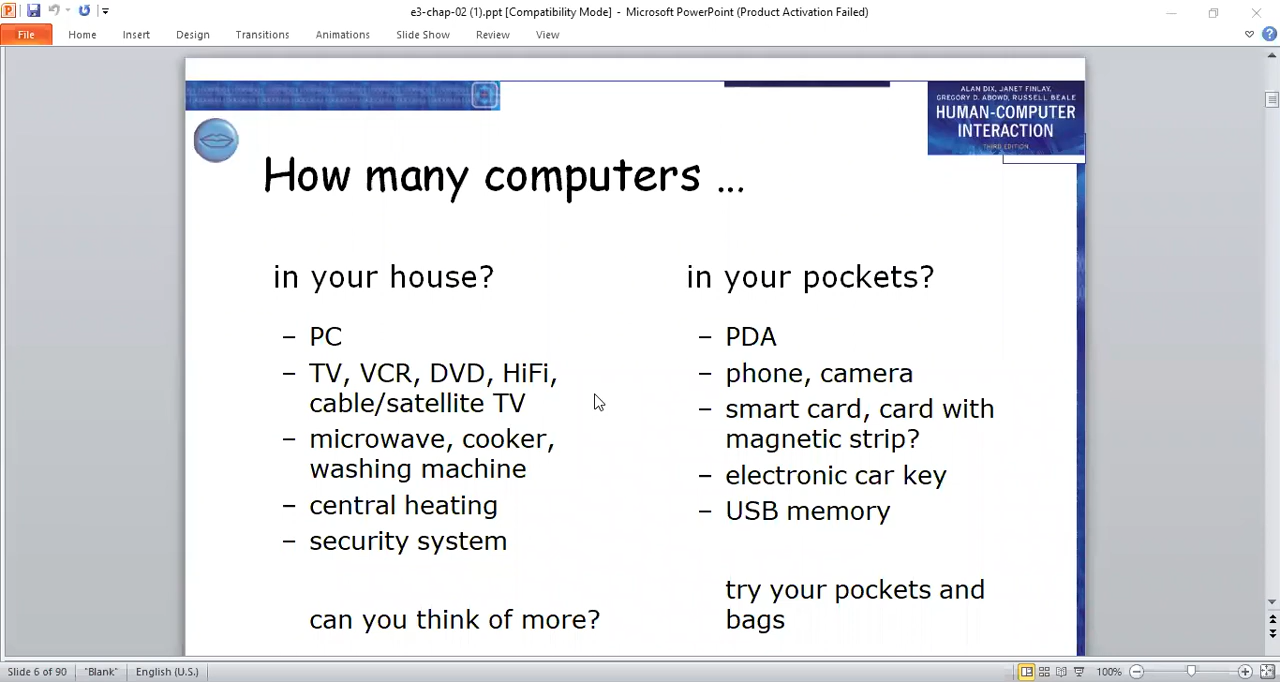 e3-chap-02 (1).ppt [Compatibility Mode] - Microsoft PowerPoint (Product Activation Failed)
File Home Insert Design Transitions Animations Slide Show Review View
ALAN DIX, JANET FINLAY,
GREGORY D. ABOWD, RUSSELL BEALE
HUMAN-COMPUTER
INTERACTION
THIRD EDITION
How many computers ...
in your house?
– PC
– TV, VCR, DVD, HiFi,
cable/satellite TV
– microwave, cooker,
washing machine
– central heating
– security system
can you think of more?
in your pockets?
– PDA
– phone, camera
– smart card, card with
magnetic strip?
– electronic car key
– USB memory
try your pockets and
bags
Slide 6 of 90 "Blank" English (U.S.) 100%